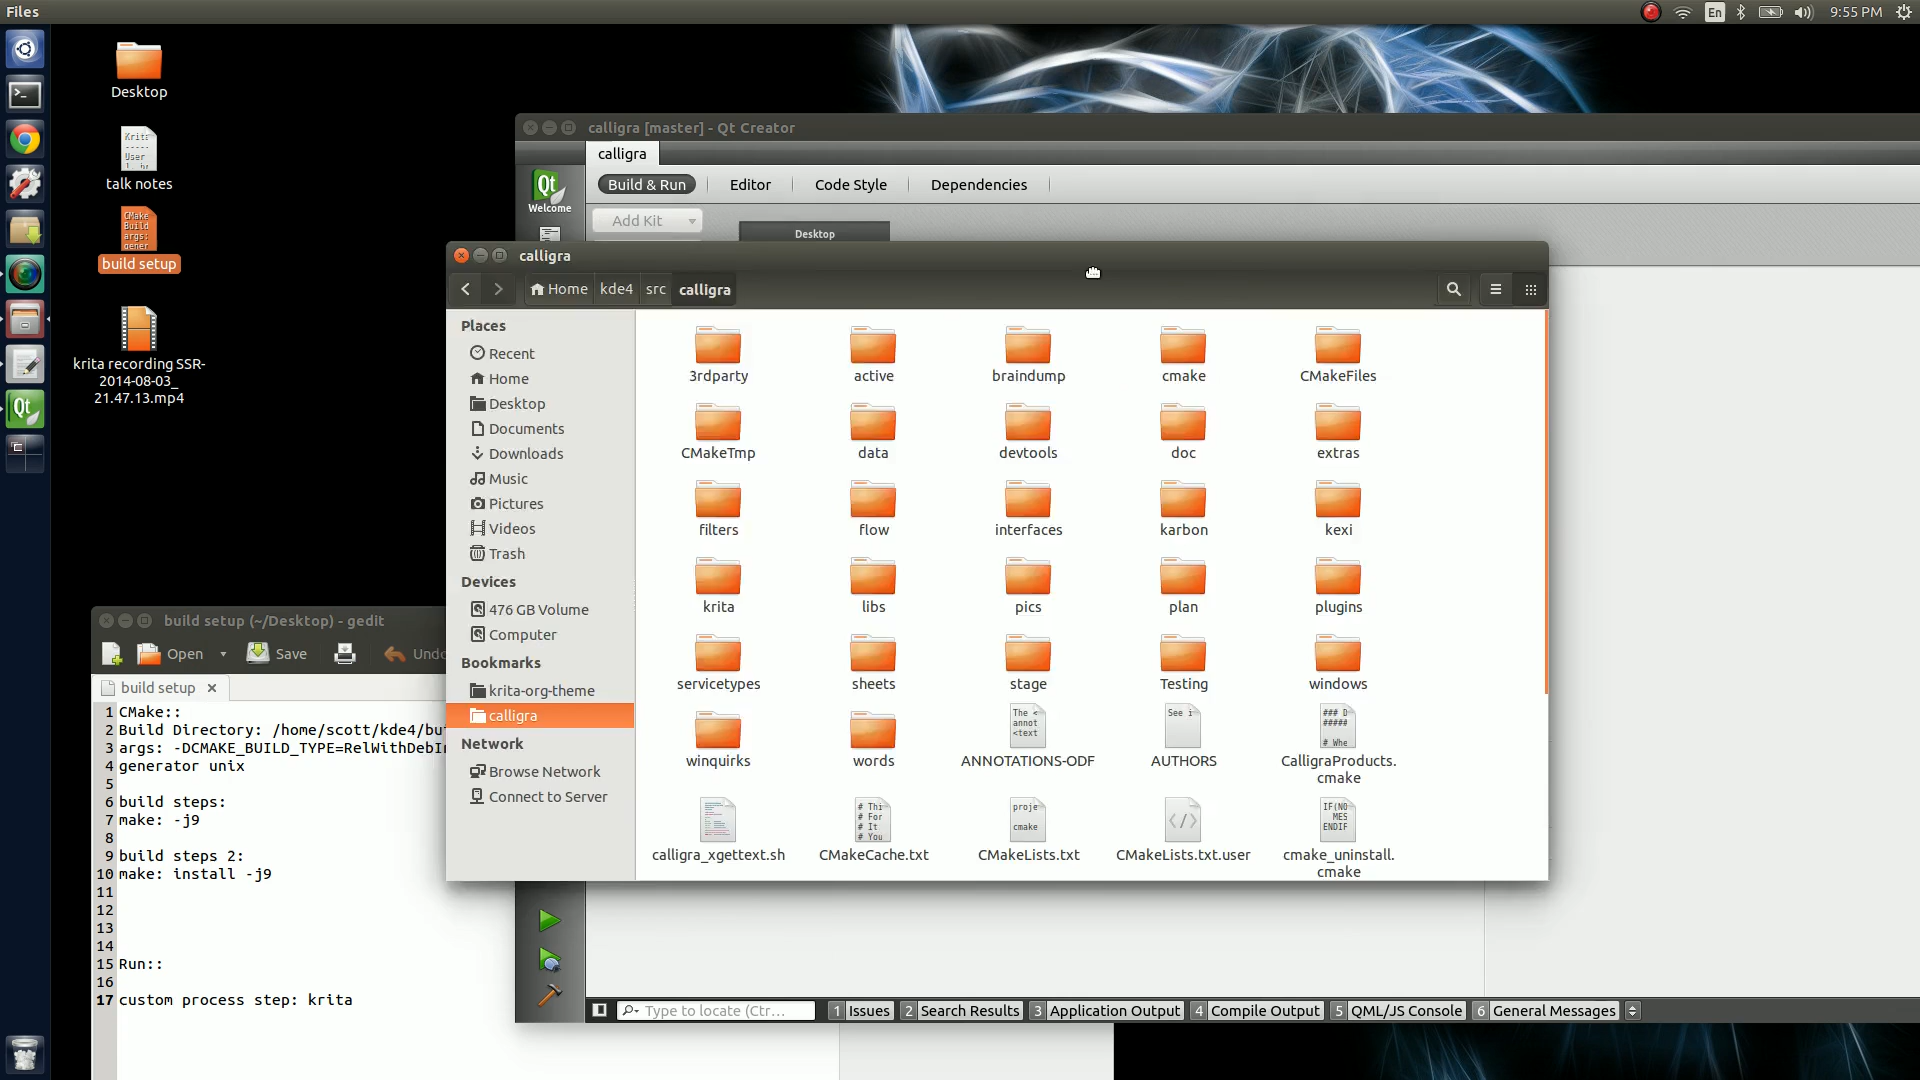 Files
En
9:55 PM
Desktop
talk notes
build setup
krita recording SSR-
2014-08-03_
21.47.13.mp4
calligra [master] - Qt Creator
calligra
Welcome
Build & Run
Editor
Code Style
Dependencies
Add Kit
Desktop
calligra
Home
kde4
src
calligra
Places
Recent
Home
Desktop
Documents
Downloads
Music
Pictures
Videos
Trash
Devices
476 GB Volume
Computer
Bookmarks
krita-org-theme
calligra
Network
Browse Network
Connect to Server
3rdparty
active
braindump
cmake
CMakeFiles
CMakeTmp
data
devtools
doc
extras
filters
flow
interfaces
karbon
kexi
krita
libs
pics
plan
plugins
servicetypes
sheets
stage
Testing
windows
winquirks
words
ANNOTATIONS-ODF
AUTHORS
CalligraProducts.
cmake
calligra_xgettext.sh
CMakeCache.txt
CMakeLists.txt
CMakeLists.txt.user
cmake_uninstall.
cmake
build setup (~/Desktop) - gedit
Open
Save
Undo
build setup
1 CMake::
2 Build Directory: /home/scott/kde4/bu
3 args: -DCMAKE_BUILD_TYPE=RelWithDebIn
4 generator unix
5
6 build steps:
7 make: -j9
8
9 build steps 2:
10 make: install -j9
11
12
13
14
15 Run::
16
17 custom process step: krita
Type to locate (Ctr...
1 Issues
2 Search Results
3 Application Output
4 Compile Output
5 QML/JS Console
6 General Messages